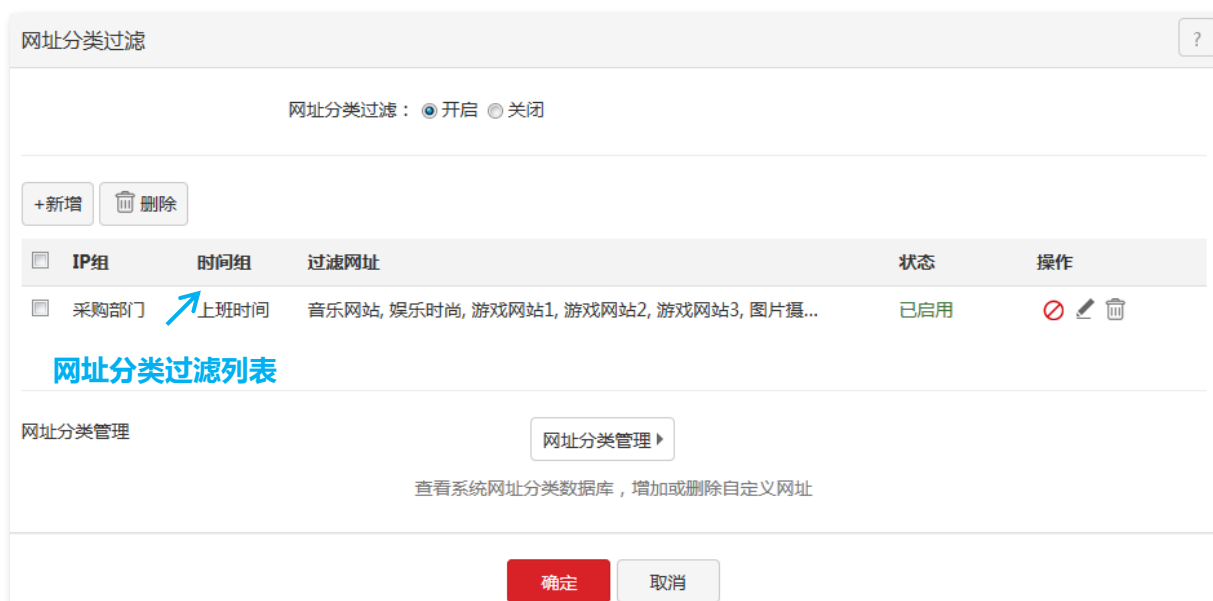 网址分类过滤
?
网址分类过滤： 开启 关闭
+新增 删除
IP组 时间组 过滤网址 状态 操作
采购部门 上班时间 音乐网站, 娱乐时尚, 游戏网站1, 游戏网站2, 游戏网站3, 图片摄... 已启用
网址分类过滤列表
网址分类管理 网址分类管理
查看系统网址分类数据库，增加或删除自定义网址
确定 取消